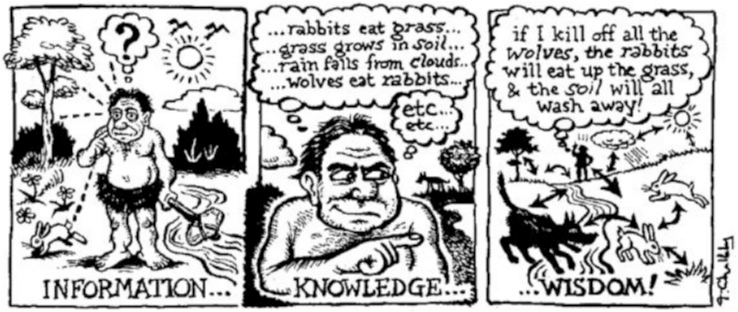 ?
...rabbits eat grass...
...grass grows in soil...
...rain falls from clouds...
...wolves eat rabbits...
etc...
etc...
if I kill off all the
wolves, the rabbits
will eat up the grass,
& the soil will all
wash away!
INFORMATION...
KNOWLEDGE...
...WISDOM!